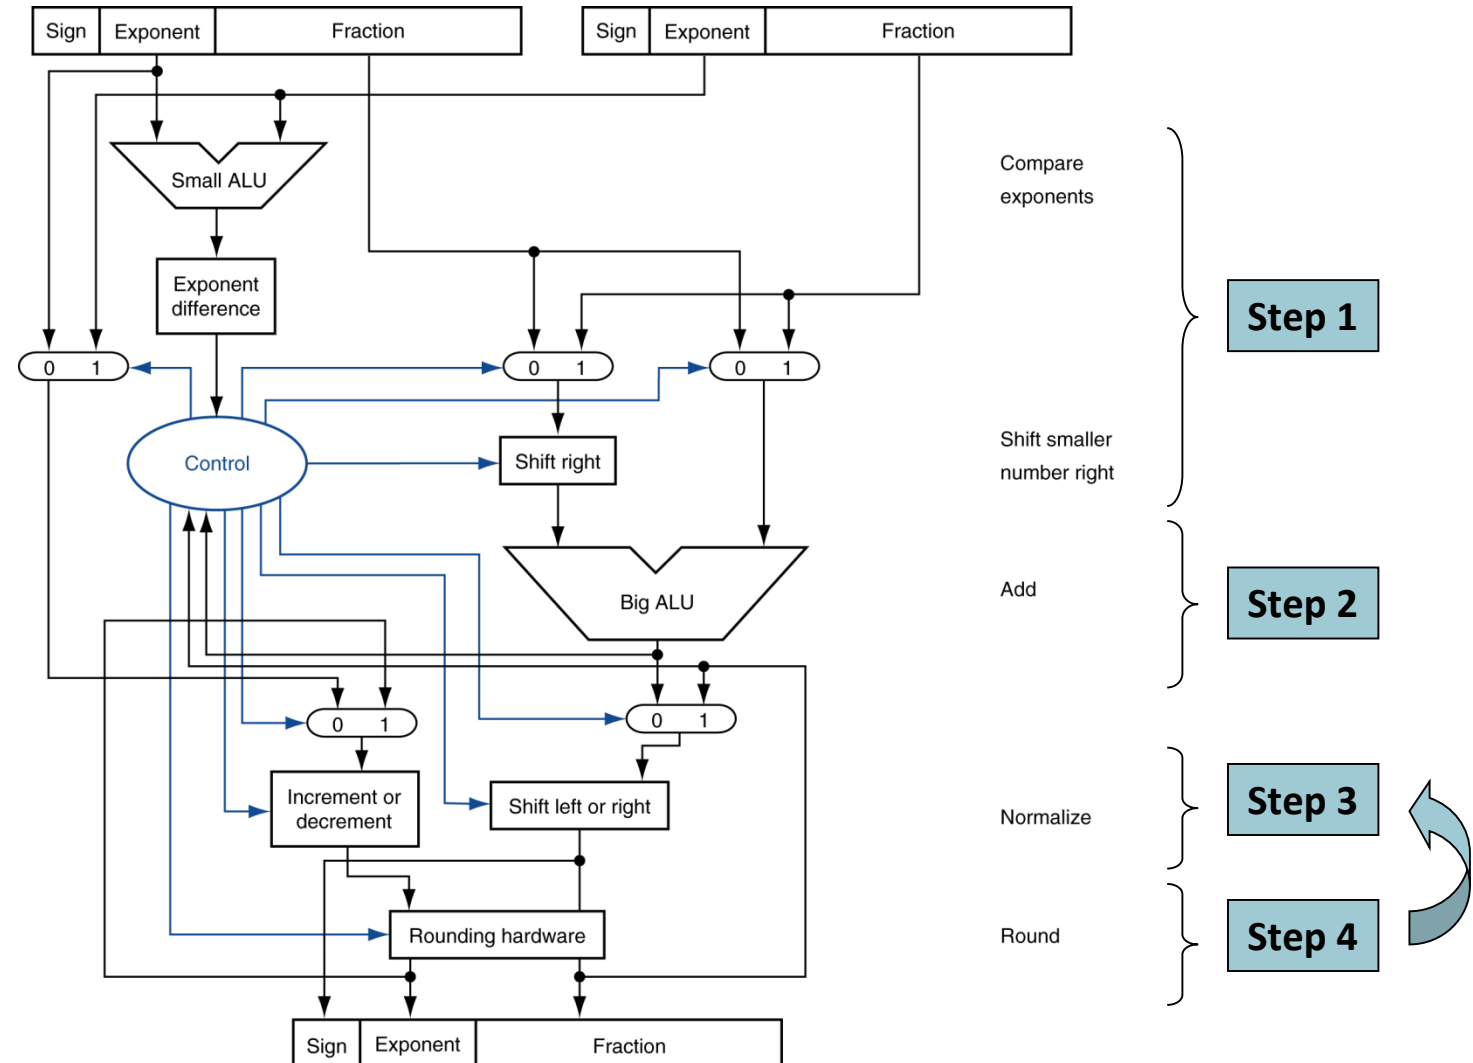 Sign Exponent Fraction
Sign Exponent Fraction
Compare
exponents
Small ALU
Exponent
difference
Step 1
0 1
0 1
0 1
Shift smaller
number right
Control
Shift right
Add
Step 2
Big ALU
0 1
0 1
Increment or
decrement
Shift left or right
Normalize
Step 3
Rounding hardware
Round
Step 4
Sign Exponent Fraction